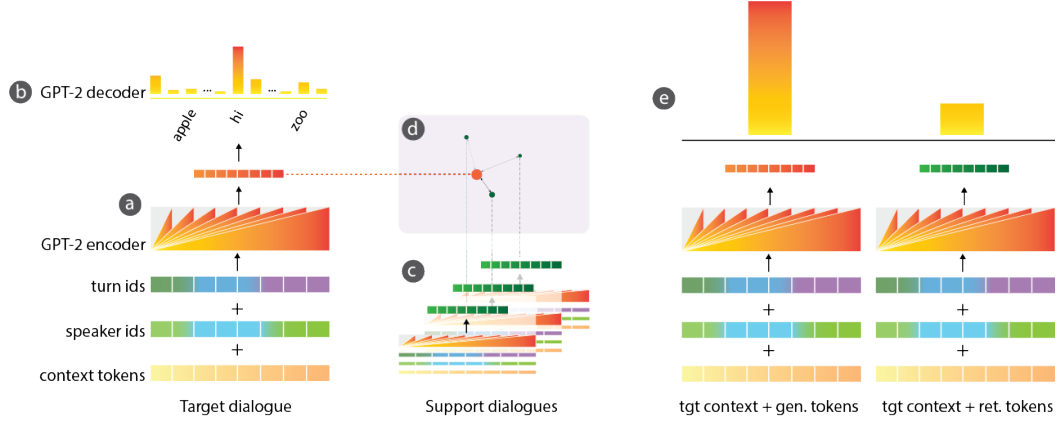 b
GPT-2 decoder
...
...
apple
hi
zoo
d
e
a
GPT-2 encoder
c
turn ids
+
+
+
speaker ids
+
+
+
context tokens
Target dialogue
Support dialogues
tgt context + gen. tokens
tgt context + ret. tokens